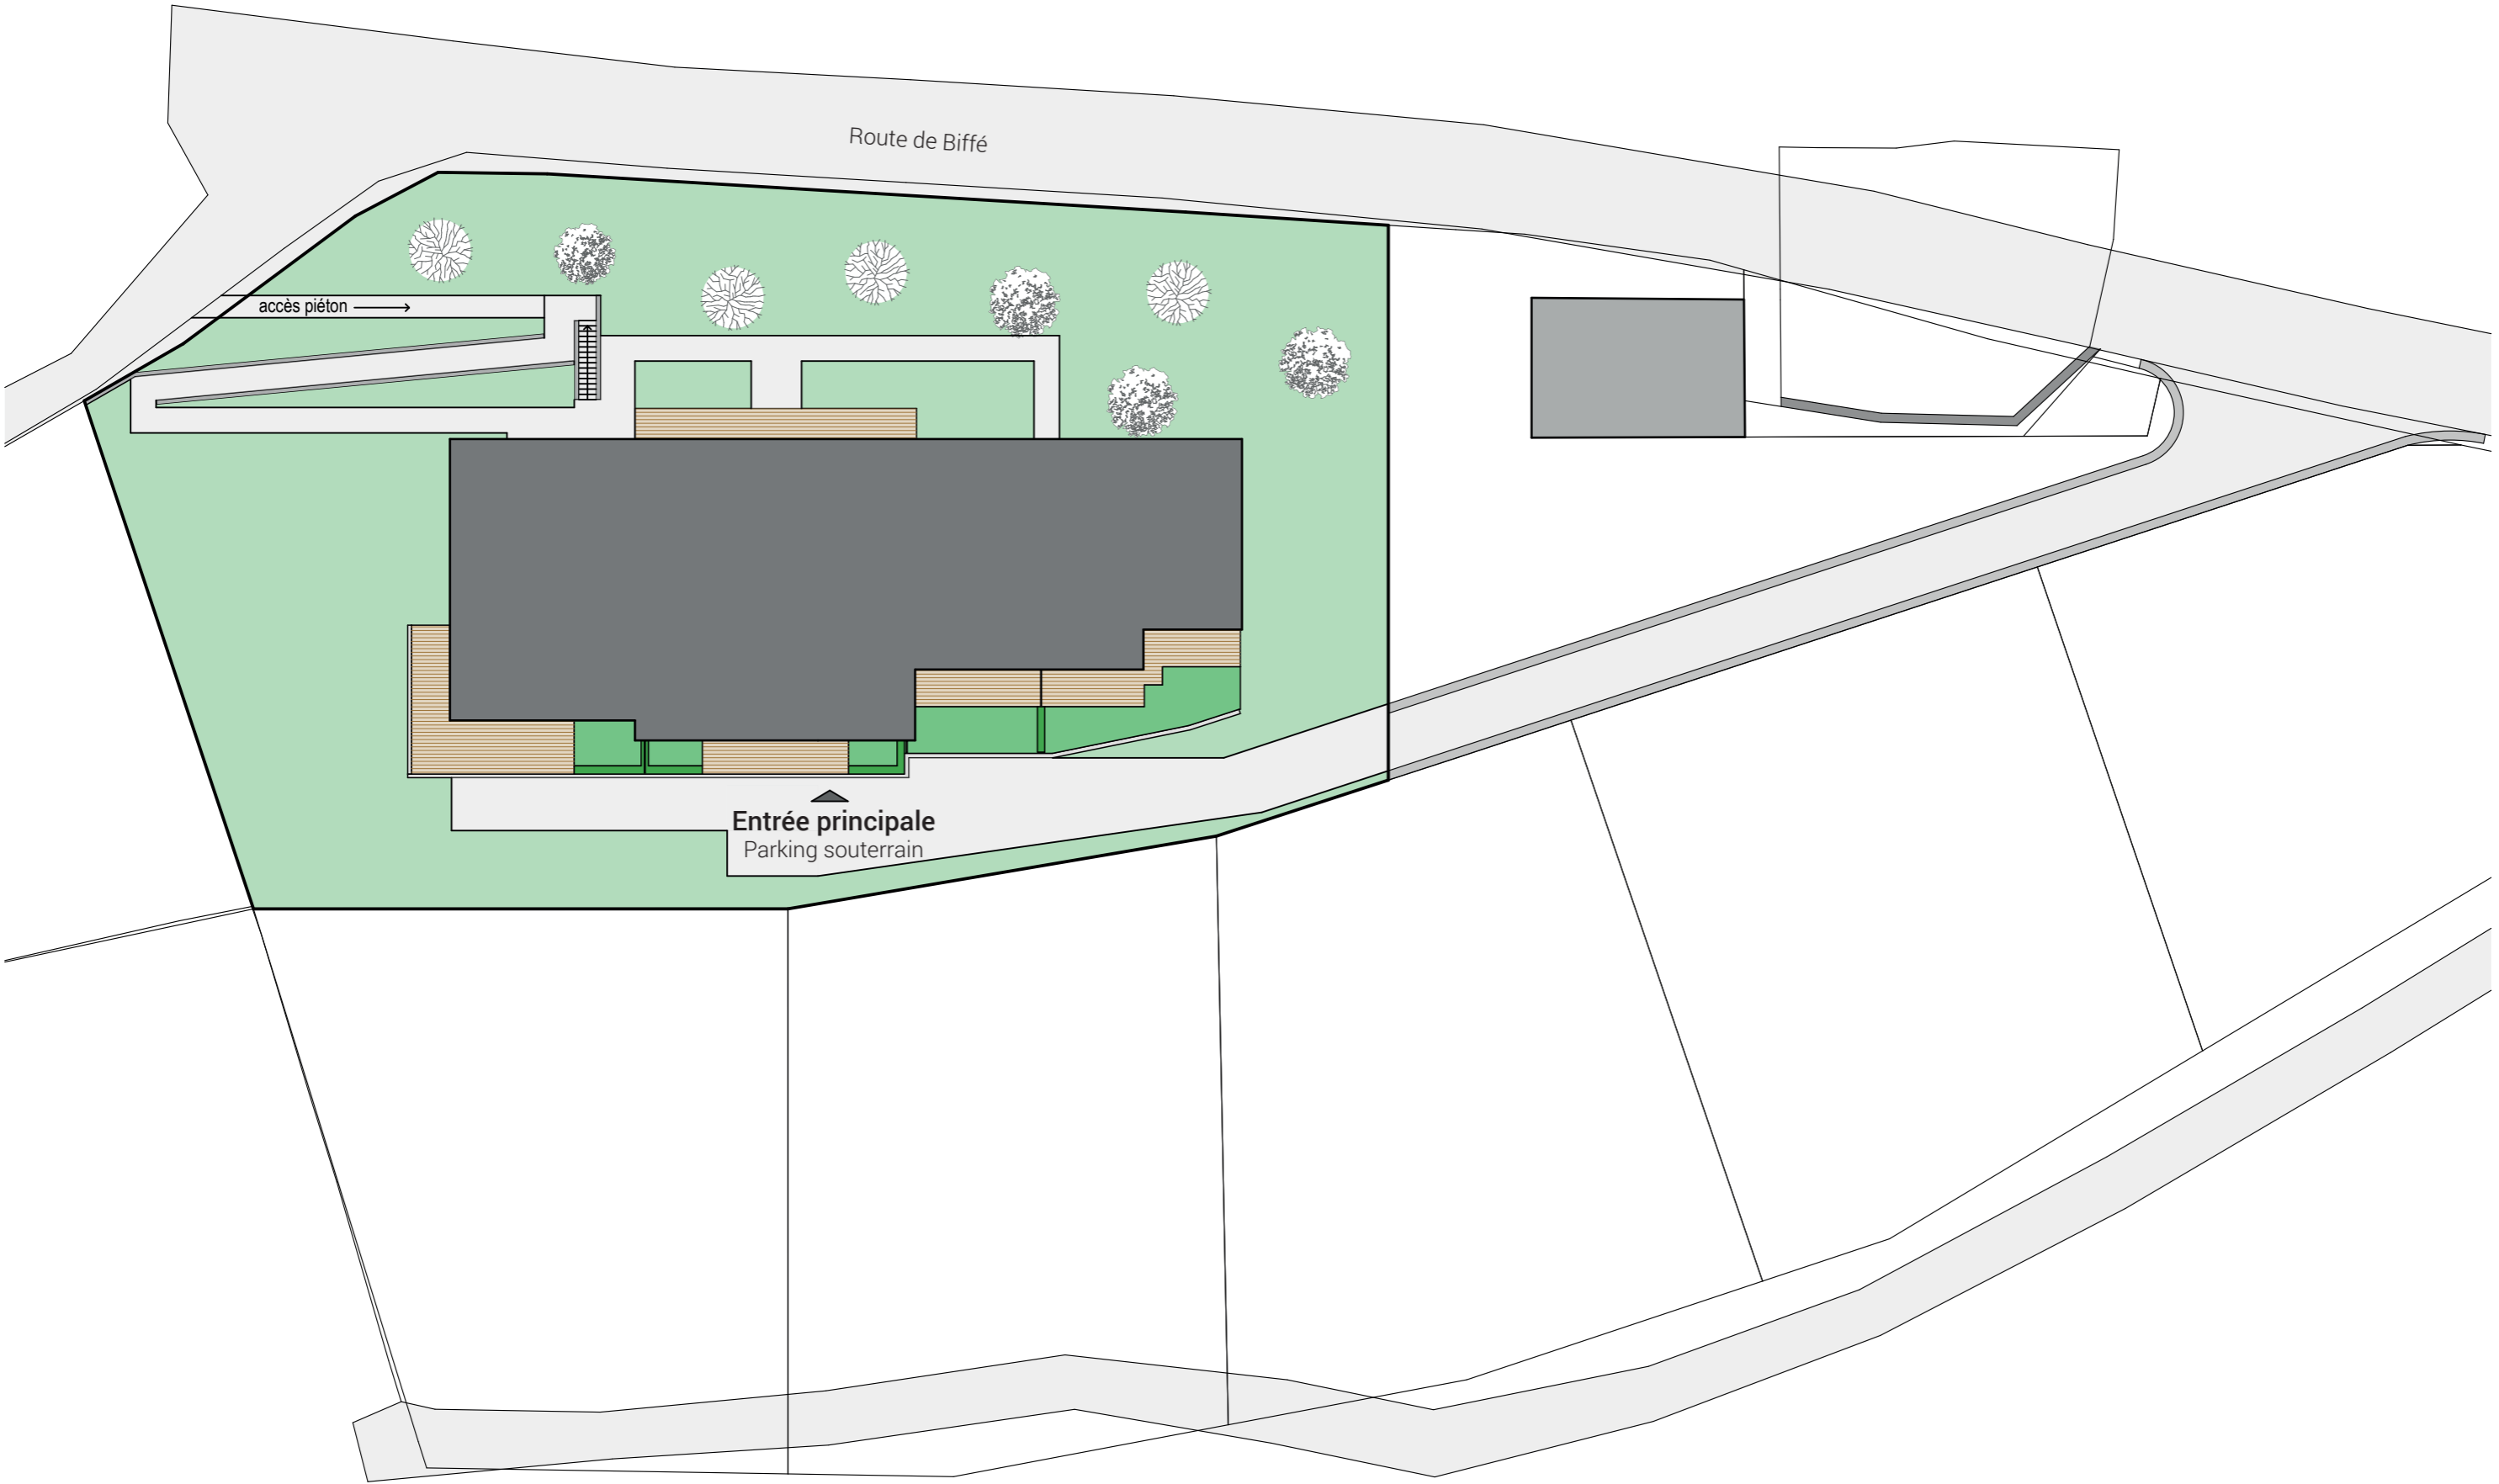 Route de Biffé
accès piéton
Entrée principale
Parking souterrain